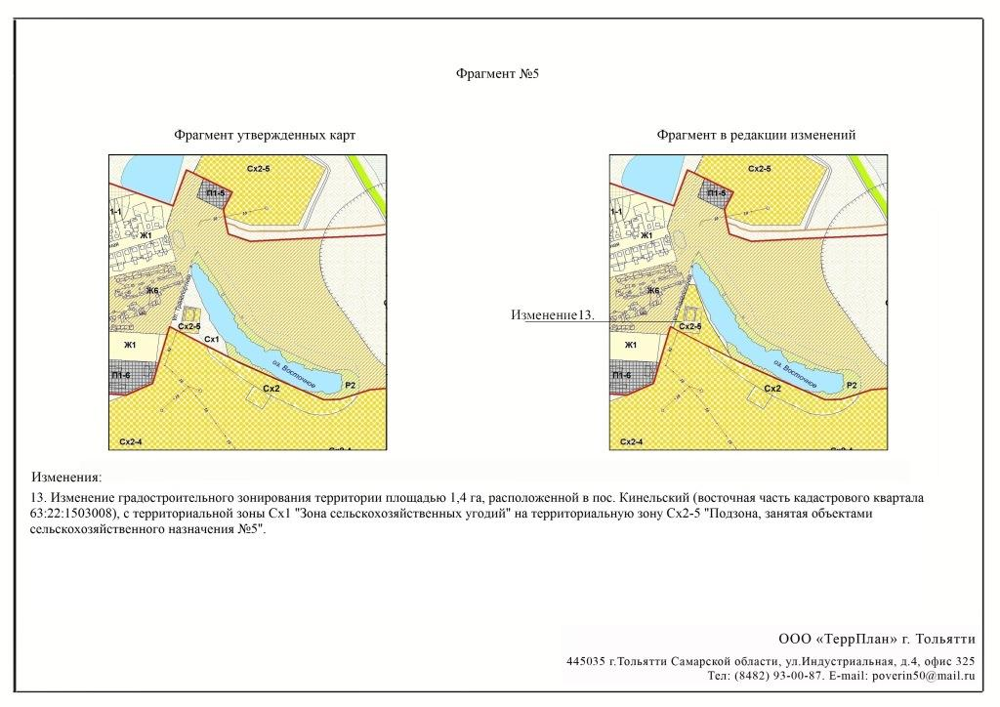 Фрагмент №5
Фрагмент утвержденных карт
Фрагмент в редакции изменений
Сх2-5
П1-5
1-1
Ж1
Ж6
Сх2-5
Сх1
Ж1
П1-6
оз. Восточное
Р2
Сх2
Сх2-4
Сх2-5
П1-5
1-1
Ж1
Ж6
Изменение13.
Сх2-5
Ж1
П1-6
оз. Восточное
Р2
Сх2
Сх2-4
Изменения:
13. Изменение градостроительного зонирования территории площадью 1,4 га, расположенной в пос. Кинельский (восточная часть кадастрового квартала
63:22:1503008), с территориальной зоны Сх1 "Зона сельскохозяйственных угодий" на территориальную зону Сх2-5 "Подзона, занятая объектами
сельскохозяйственного назначения №5".
ООО «ТеррПлан» г. Тольятти
445035 г.Тольятти Самарской области, ул.Индустриальная, д.4, офис 325
Тел: (8482) 93-00-87. E-mail: poverin50@mail.ru